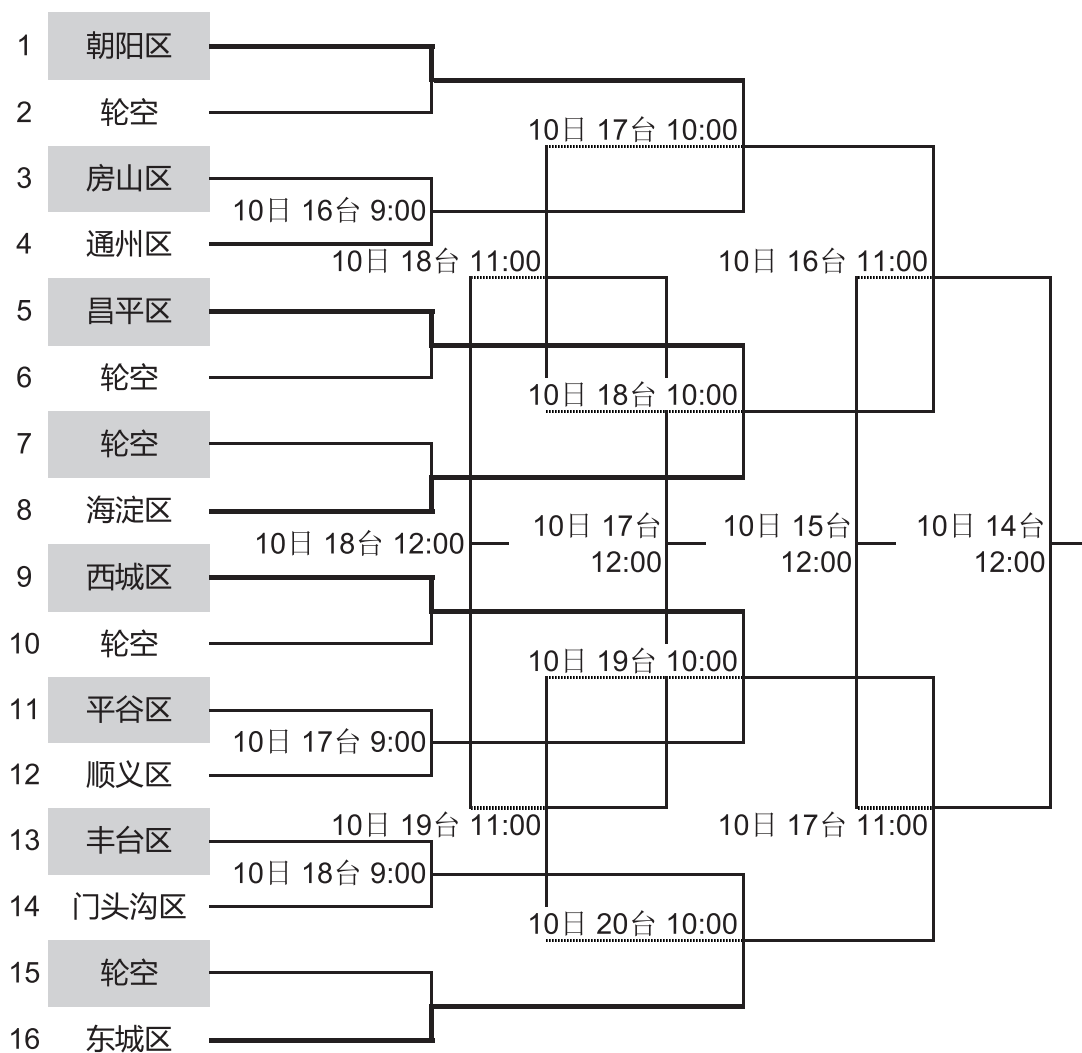 1 朝阳区
2 轮空
10日 17台 10:00
3 房山区
10日 16台 9:00
4 通州区
10日 18台 11:00
10日 16台 11:00
5 昌平区
6 轮空
10日 18台 10:00
7 轮空
8 海淀区
10日 18台 12:00
10日 17台
12:00
10日 15台
12:00
10日 14台
12:00
9 西城区
10 轮空
10日 19台 10:00
11 平谷区
10日 17台 9:00
12 顺义区
10日 19台 11:00
10日 17台 11:00
13 丰台区
10日 18台 9:00
14 门头沟区
10日 20台 10:00
15 轮空
16 东城区